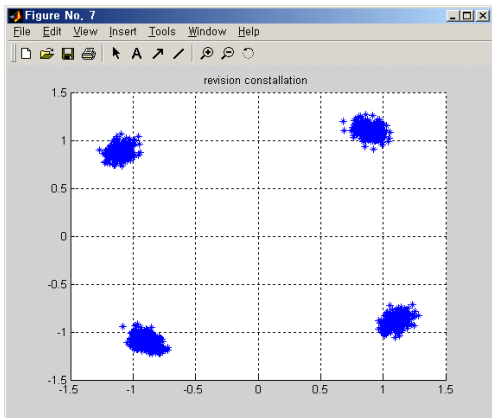 Figure No. 7
File Edit View Insert Tools Window Help
A
revision constallation
1.5
1
0.5
0
-0.5
-1
-1.5
-1.5 -1 -0.5 0 0.5 1 1.5